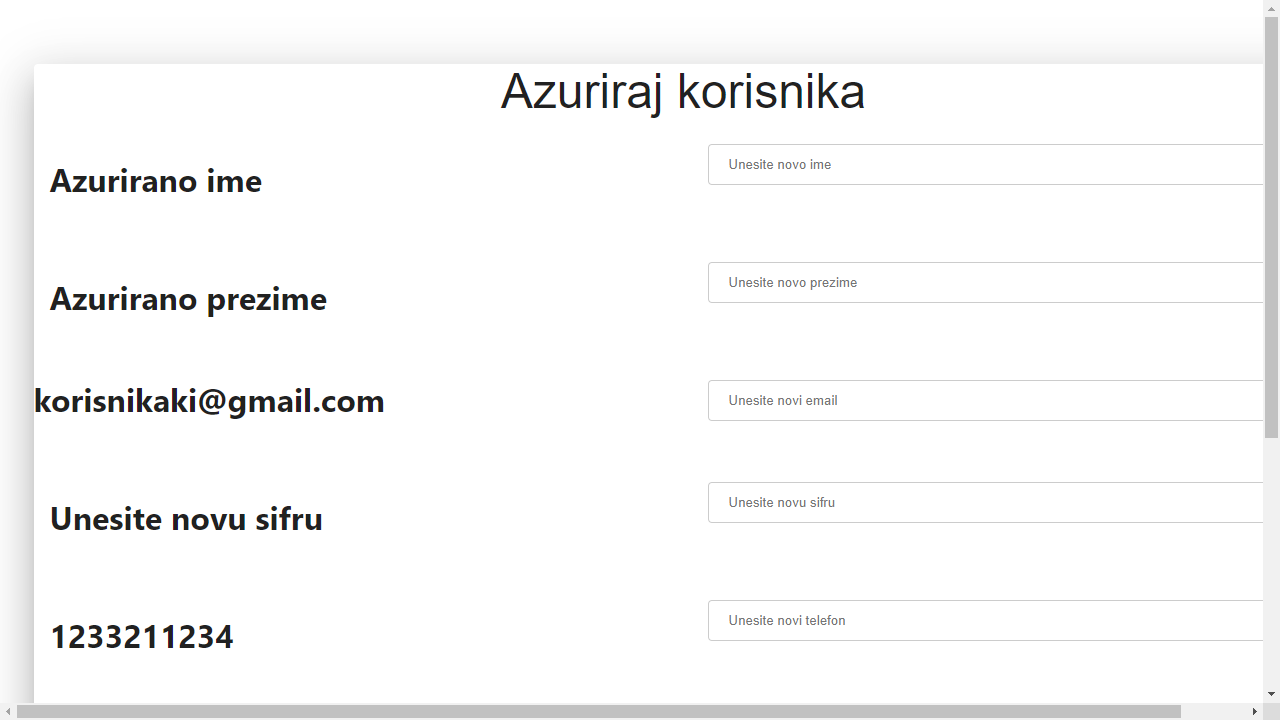 Azuriraj korisnika
Azurirano ime
Unesite novo ime
Azurirano prezime
Unesite novo prezime
korisnikaki@gmail.com
Unesite novi email
Unesite novu sifru
Unesite novu sifru
1233211234
Unesite novi telefon